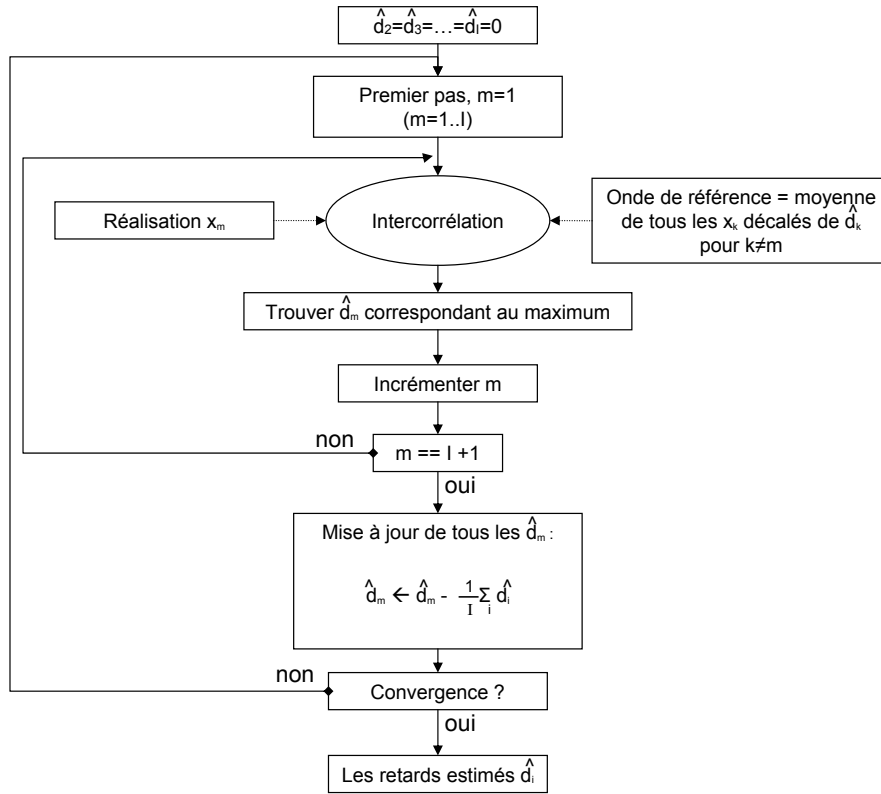 d̂₂=d̂₃=…=d̂ₗ=0
Premier pas, m=1
(m=1..I)
Réalisation xₘ
Intercorrélation
Onde de référence = moyenne
de tous les xₖ décalés de d̂ₖ
pour k≠m
Trouver d̂ₘ correspondant au maximum
Incrémenter m
non
m == I +1
oui
Mise à jour de tous les d̂ₘ :
d̂ₘ ← d̂ₘ - 1/I Σᵢ d̂ᵢ
non
Convergence ?
oui
Les retards estimés d̂ᵢ